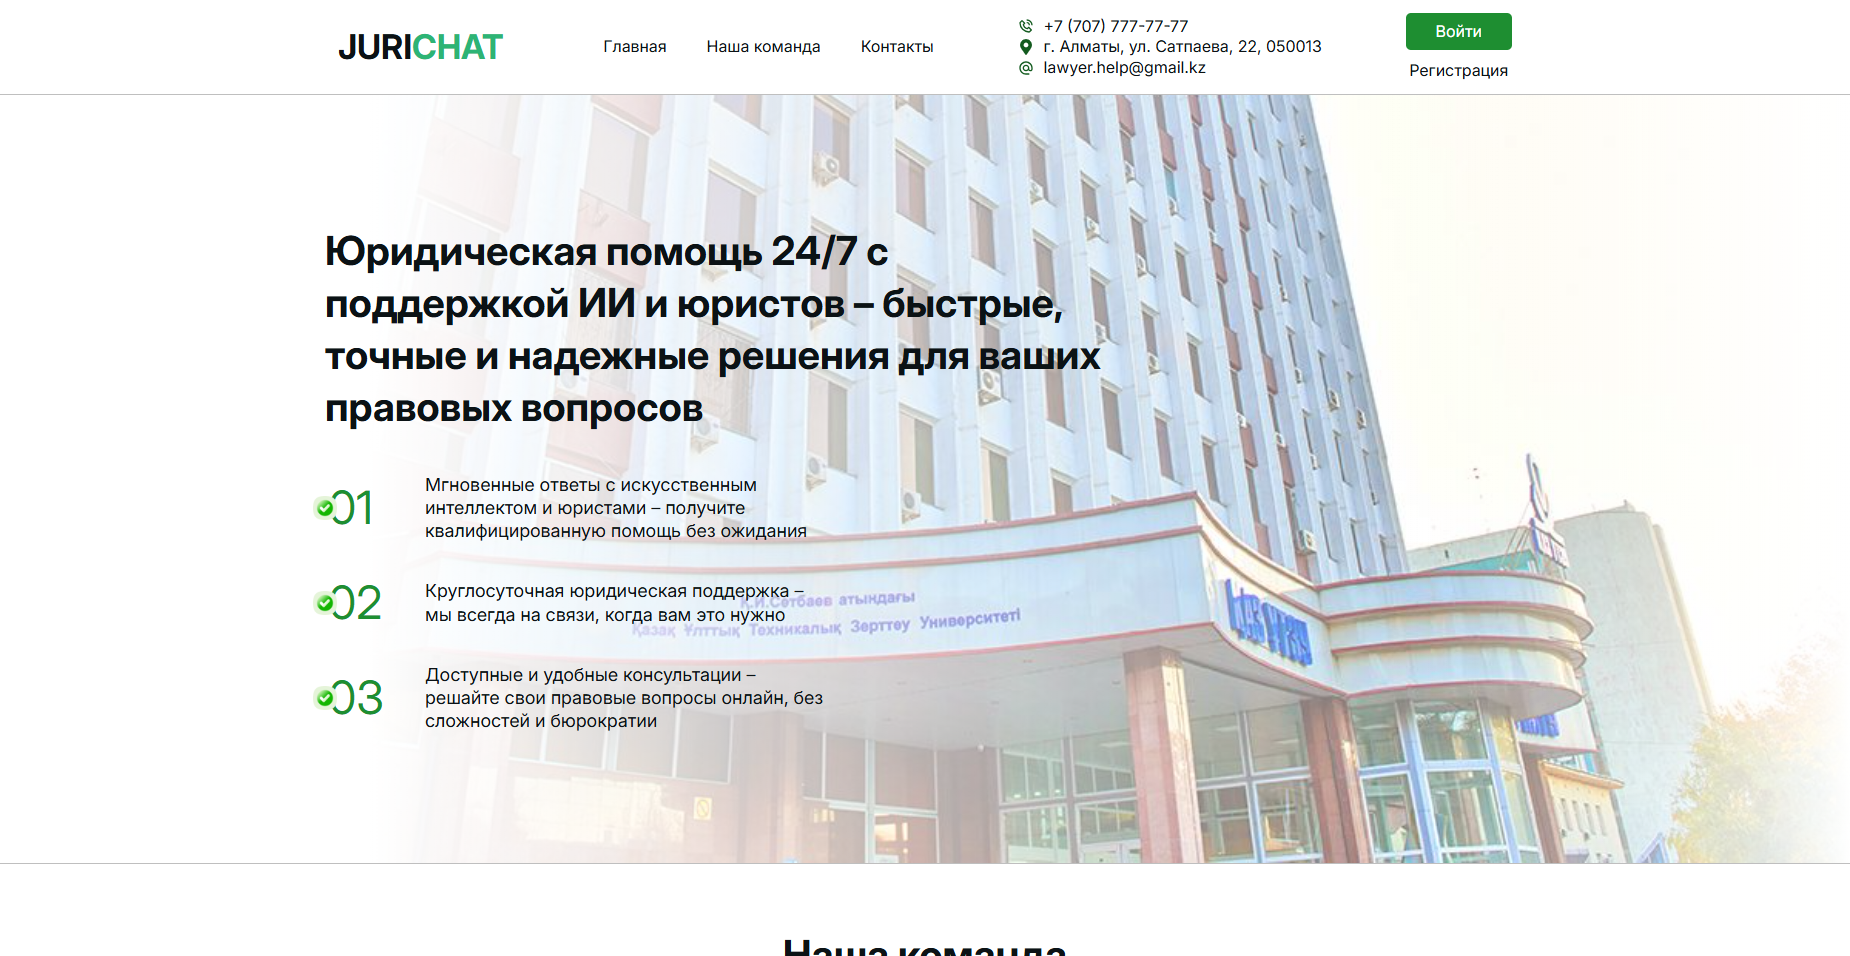 JURICHAT
Главная
Наша команда
Контакты
+7 (707) 777-77-77
г. Алматы, ул. Сатпаева, 22, 050013
lawyer.help@gmail.kz
Войти
Регистрация
Юридическая помощь 24/7 с
поддержкой ИИ и юристов – быстрые,
точные и надежные решения для ваших
правовых вопросов
01
Мгновенные ответы с искусственным
интеллектом и юристами – получите
квалифицированную помощь без ожидания
02
Круглосуточная юридическая поддержка –
мы всегда на связи, когда вам это нужно
03
Доступные и удобные консультации –
решайте свои правовые вопросы онлайн, без
сложностей и бюрократии
Қ.И.Сәтбаев атындағы
Қазақ Ұлттық Техникалық Зерттеу Университеті
Наша команда